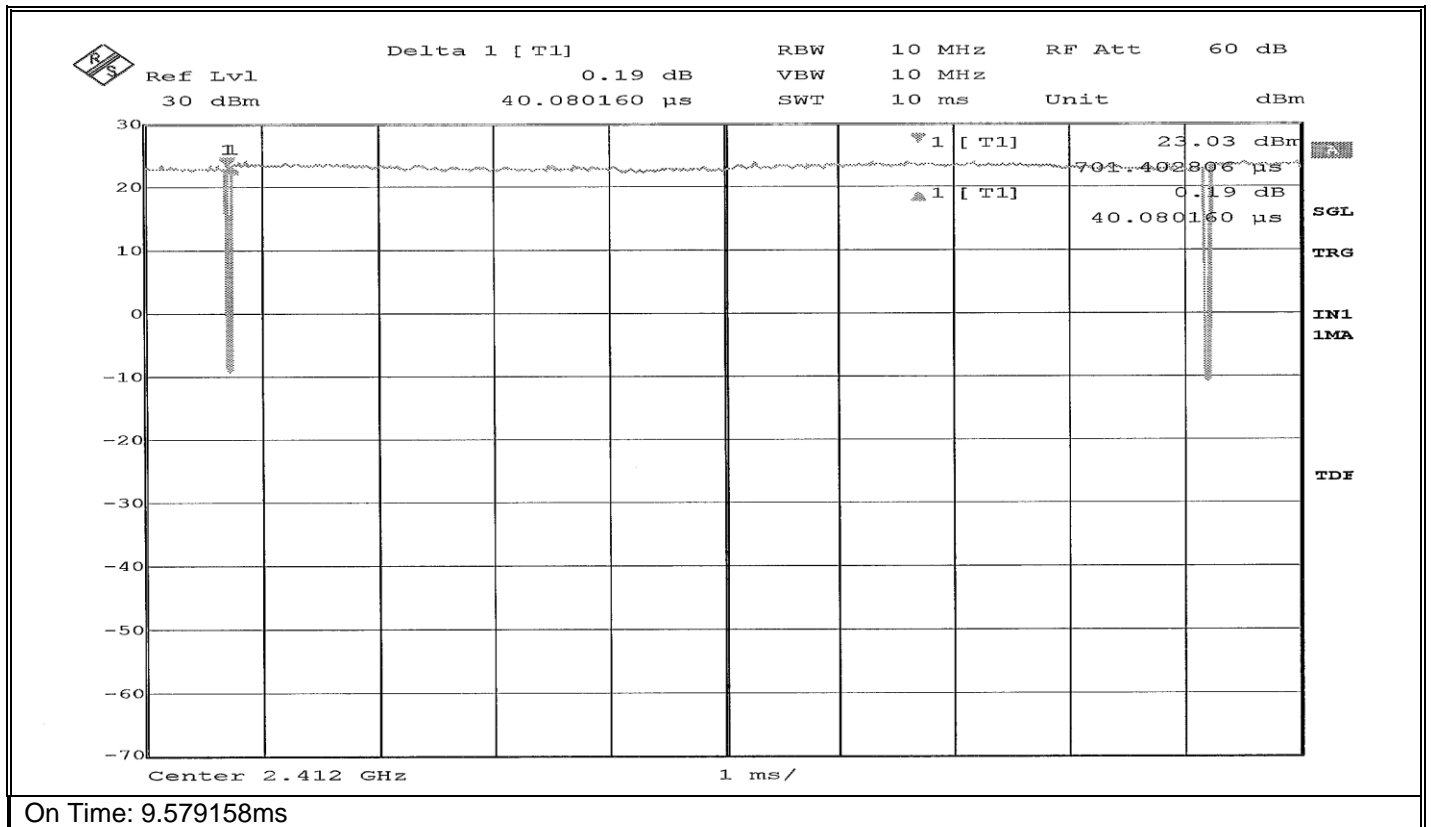 R S
Delta 1 [ T1] RBW 10 MHz RF Att 60 dB
Ref Lvl 0.19 dB VBW 10 MHz
30 dBm 40.080160 µs SWT 10 ms Unit dBm
30
1 [ T1] 23.03 dBm
1
A
701.402806 µs
20
1 [ T1] 0.19 dB
40.080160 µs
SGL
10
TRG
0
IN1
1MA
-10
-20
TDF
-30
-40
-50
-60
-70
Center 2.412 GHz 1 ms/
On Time: 9.579158ms